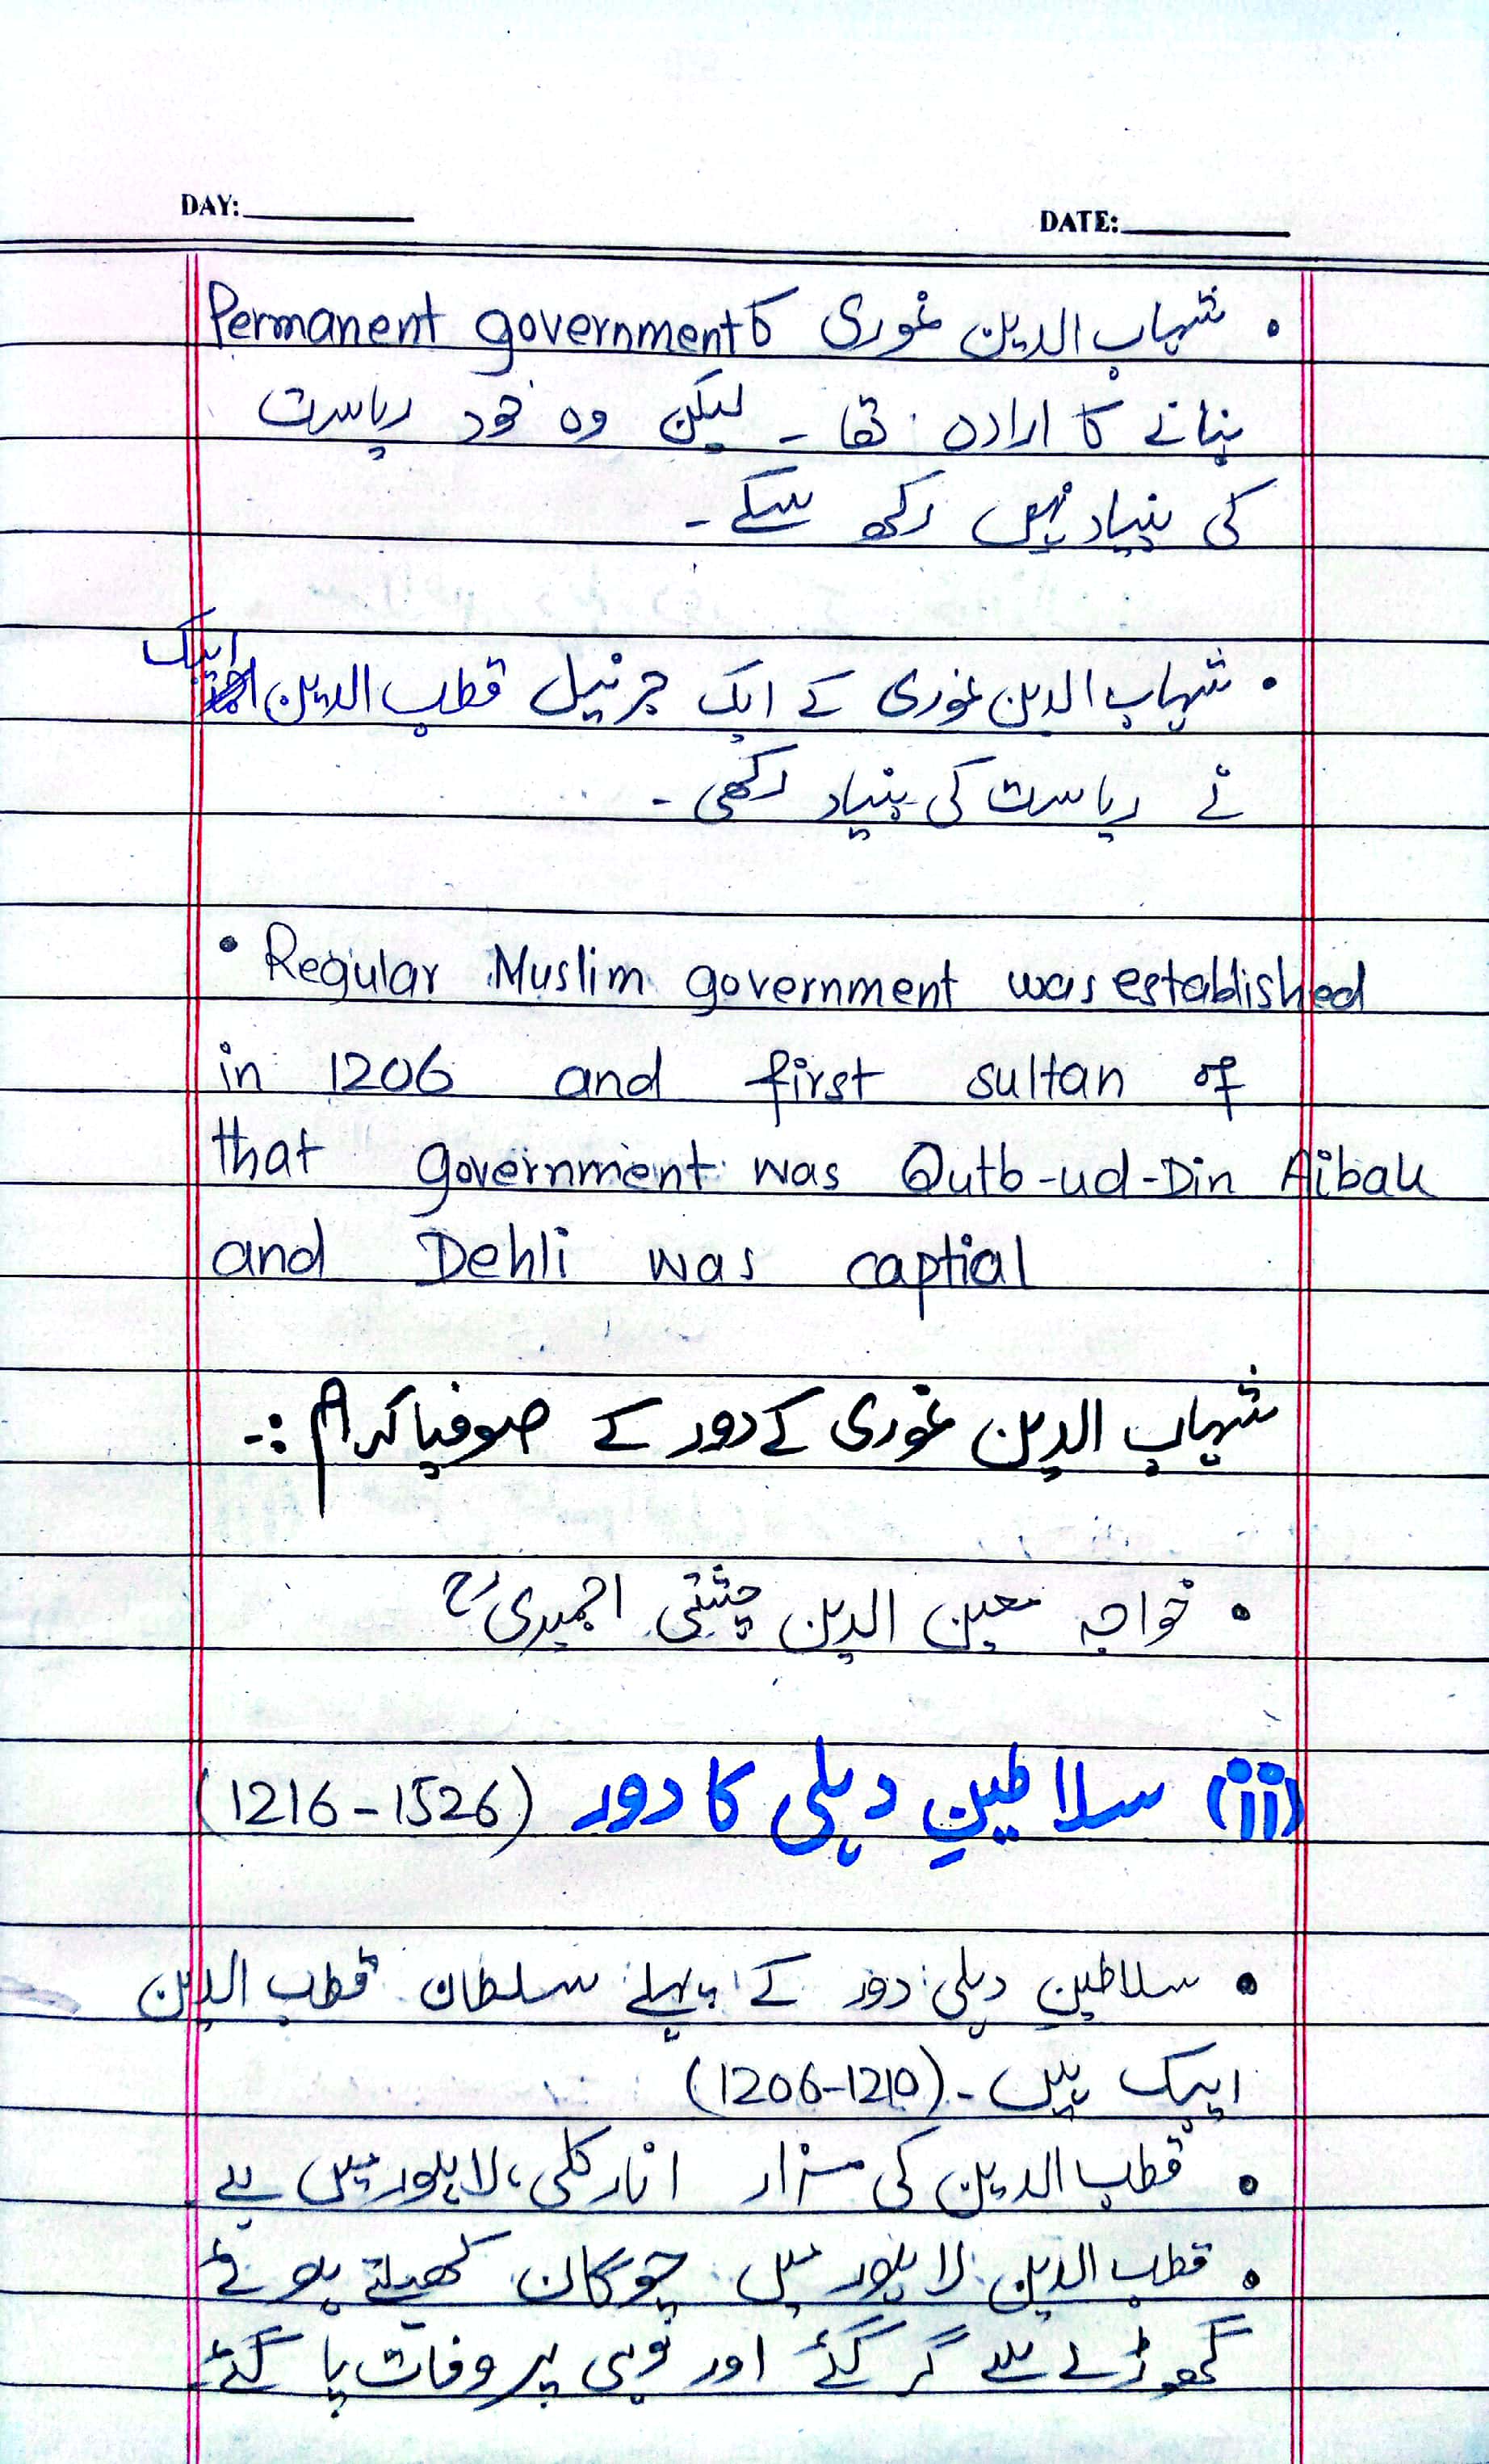 DAY:
DATE:
• شہاب الدین غوری کا Permanent government
بنانے کا ارادہ تھا۔ لیکن وہ خود ریاست
کی بنیاد نہیں رکھ سکے۔
ایبک
• شہاب الدین غوری کے ایک جرنیل قطب الدین
نے ریاست کی بنیاد رکھی۔
• Regular Muslim government was established
in 1206 and first sultan of
that government was Qutb-ud-Din Aibak
and Dehli was captial
شہاب الدین غوری کے دور کے صوفیا کرام :-
• خواجہ معین الدین چشتی اجمیریؒ
(ii) سلاطینِ دہلی کا دور (1216-1526)
• سلاطینِ دہلی دور کے پہلے سلطان قطب الدین
ایبک ہیں۔ (1206-1210)
• قطب الدین کی مزار انارکلی، لاہور میں ہے
• قطب الدین لاہور میں چوگان کھیلتے ہوئے
گھوڑے سے گر گئے اور وہی پر وفات پا گئے۔